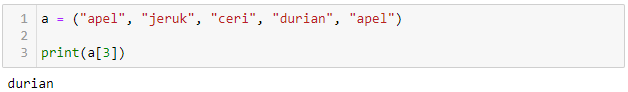 1 a = ("apel", "jeruk", "ceri", "durian", "apel")
2
3 print(a[3])
durian